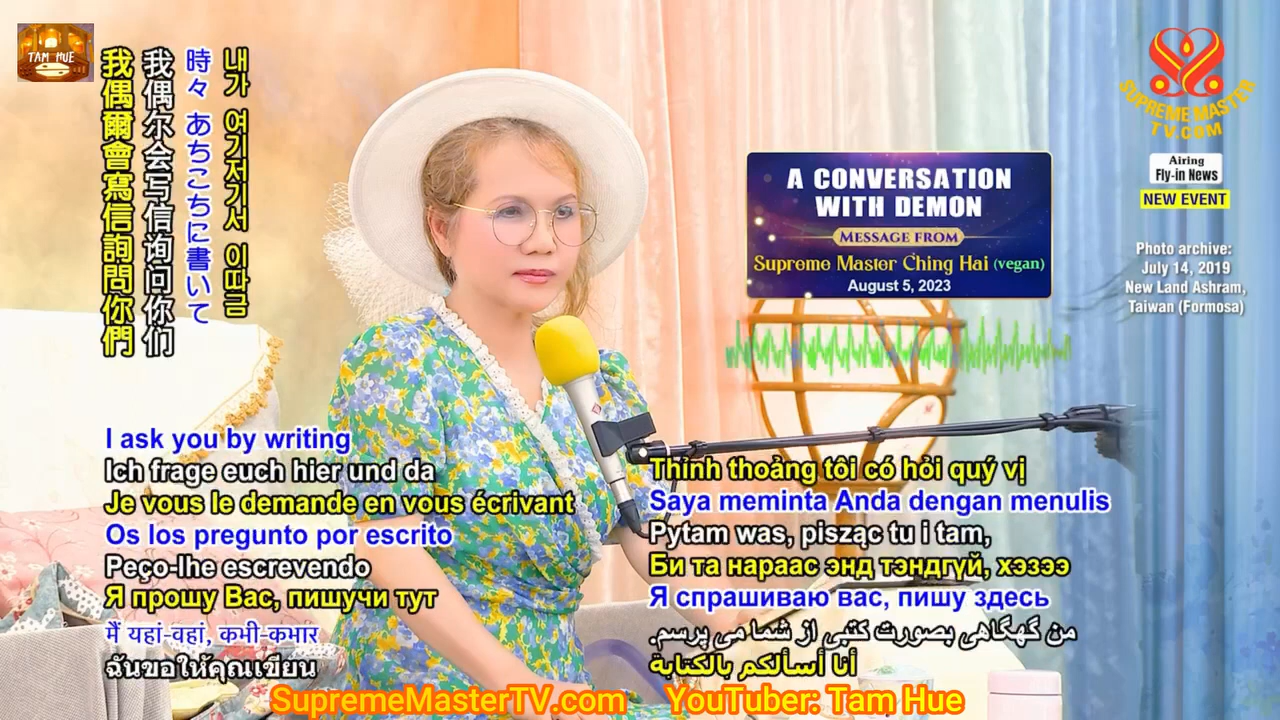 TAM HUE
我偶爾會寫信詢問你們
我偶尔会写信询问你们
時々 あちこちに書いて
내가 여기저기서 이따금
SUPREME MASTER
TV.COM
Airing
Fly-in News
NEW EVENT
Photo archive:
July 14, 2019
New Land Ashram,
Taiwan (Formosa)
A CONVERSATION
WITH DEMON
MESSAGE FROM
Supreme Master Ching Hai (vegan)
August 5, 2023
I ask you by writing
Ich frage euch hier und da
Je vous le demande en vous écrivant
Os los pregunto por escrito
Peço-lhe escrevendo
Я прошу Вас, пишучи тут
मैं यहां-वहां, कभी-कभार
ฉันขอให้คุณเขียน
Thỉnh thoảng tôi có hỏi quý vị
Saya meminta Anda dengan menulis
Pytam was, pisząc tu i tam,
Би та нараас энд тэндгүй, хэзээ
Я спрашиваю вас, пишу здесь
من گهگاهی بصورت کتبی از شما می پرسم.
أنا أسألكم بالكتابة
SupremeMasterTV.com YouTuber: Tam Hue